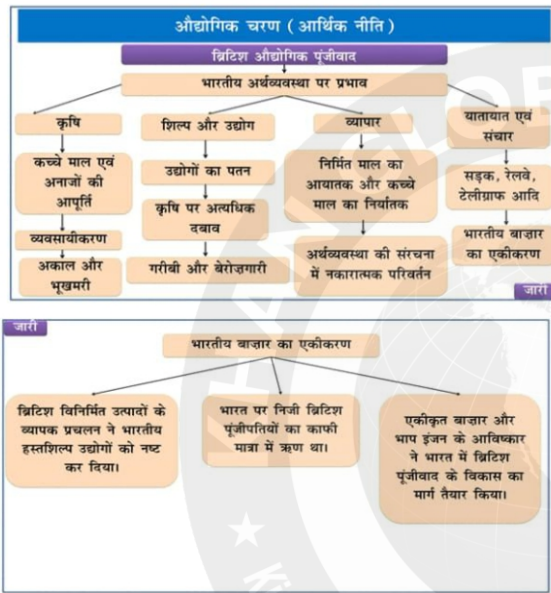 औद्योगिक चरण ( आर्थिक नीति )
ब्रिटिश औद्योगिक पूंजीवाद
भारतीय अर्थव्यवस्था पर प्रभाव
कृषि
कच्चे माल एवं
अनाजों की
आपूर्ति
व्यवसायीकरण
अकाल और
भूखमरी
शिल्प और उद्योग
उद्योगों का पतन
कृषि पर अत्यधिक
दबाव
गरीबी और बेरोज़गारी
व्यापार
निर्मित माल का
आयातक और कच्चे
माल का निर्यातक
अर्थव्यवस्था की संरचना
में नकारात्मक परिवर्तन
यातायात एवं
संचार
सड़क, रेलवे,
टेलीग्राफ आदि
भारतीय बाज़ार
का एकीकरण
जारी
जारी
भारतीय बाज़ार का एकीकरण
ब्रिटिश विनिर्मित उत्पादों के
व्यापक प्रचलन ने भारतीय
हस्तशिल्प उद्योगों को नष्ट
कर दिया।
भारत पर निजी ब्रिटिश
पूंजीपतियों का काफी
मात्रा में ऋण था।
एकीकृत बाज़ार और
भाप इंजन के आविष्कार
ने भारत में ब्रिटिश
पूंजीवाद के विकास का
मार्ग तैयार किया।